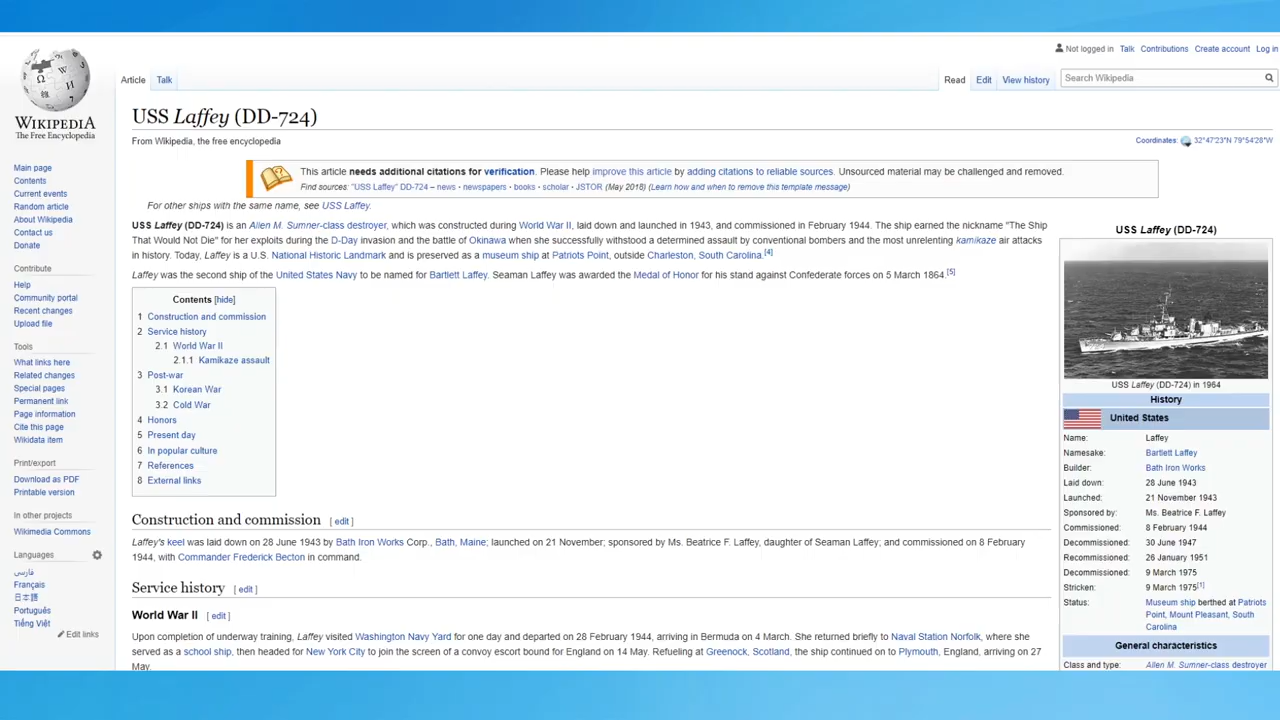 Not logged in Talk Contributions Create account Log in
Article Talk Read Edit View history Search Wikipedia
WIKIPEDIA
The Free Encyclopedia
Main page
Contents
Current events
Random article
About Wikipedia
Contact us
Donate
Contribute
Help
Community portal
Recent changes
Upload file
Tools
What links here
Related changes
Special pages
Permanent link
Page information
Cite this page
Wikidata item
Print/export
Download as PDF
Printable version
In other projects
Wikimedia Commons
Languages
فارسی
Français
日本語
Português
Tiếng Việt
Edit links
USS Laffey (DD-724)
From Wikipedia, the free encyclopedia
Coordinates: 32°47′23″N 79°54′28″W
This article needs additional citations for verification. Please help improve this article by adding citations to reliable sources. Unsourced material may be challenged and removed.
Find sources: "USS Laffey" DD-724 – news · newspapers · books · scholar · JSTOR (May 2018) (Learn how and when to remove this template message)
For other ships with the same name, see USS Laffey.
USS Laffey (DD-724) is an Allen M. Sumner-class destroyer, which was constructed during World War II, laid down and launched in 1943, and commissioned in February 1944. The ship earned the nickname "The Ship
That Would Not Die" for her exploits during the D-Day invasion and the battle of Okinawa when she successfully withstood a determined assault by conventional bombers and the most unrelenting kamikaze air attacks
in history. Today, Laffey is a U.S. National Historic Landmark and is preserved as a museum ship at Patriots Point, outside Charleston, South Carolina.[4]
Laffey was the second ship of the United States Navy to be named for Bartlett Laffey. Seaman Laffey was awarded the Medal of Honor for his stand against Confederate forces on 5 March 1864.[5]
Contents [hide]
1 Construction and commission
2 Service history
2.1 World War II
2.1.1 Kamikaze assault
3 Post-war
3.1 Korean War
3.2 Cold War
4 Honors
5 Present day
6 In popular culture
7 References
8 External links
Construction and commission [ edit ]
Laffey's keel was laid down on 28 June 1943 by Bath Iron Works Corp., Bath, Maine; launched on 21 November; sponsored by Ms. Beatrice F. Laffey, daughter of Seaman Laffey; and commissioned on 8 February
1944, with Commander Frederick Becton in command.
Service history [ edit ]
World War II [ edit ]
Upon completion of underway training, Laffey visited Washington Navy Yard for one day and departed on 28 February 1944, arriving in Bermuda on 4 March. She returned briefly to Naval Station Norfolk, where she
served as a school ship, then headed for New York City to join the screen of a convoy escort bound for England on 14 May. Refueling at Greenock, Scotland, the ship continued on to Plymouth, England, arriving on 27
May.
USS Laffey (DD-724)
USS Laffey (DD-724) in 1964
History
United States
Name: Laffey
Namesake: Bartlett Laffey
Builder: Bath Iron Works
Laid down: 28 June 1943
Launched: 21 November 1943
Sponsored by: Ms. Beatrice F. Laffey
Commissioned: 8 February 1944
Decommissioned: 30 June 1947
Recommissioned: 26 January 1951
Decommissioned: 9 March 1975
Stricken: 9 March 1975[1]
Status: Museum ship berthed at Patriots
Point, Mount Pleasant, South
Carolina
General characteristics
Class and type: Allen M. Sumner-class destroyer